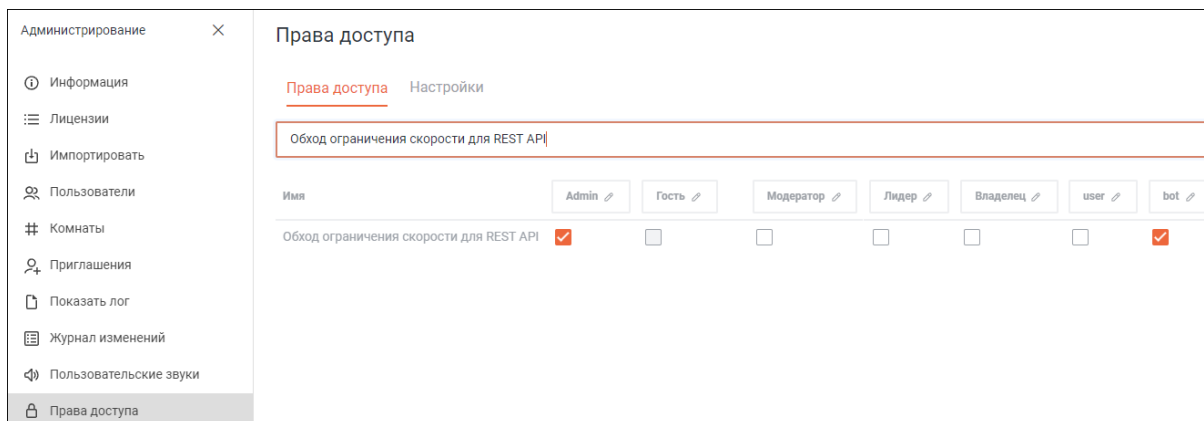 Администрирование
Информация
Лицензии
Импортировать
Пользователи
Комнаты
Приглашения
Показать лог
Журнал изменений
Пользовательские звуки
Права доступа
Права доступа
Права доступа Настройки
Обход ограничения скорости для REST API
Имя Admin Гость Модератор Лидер Владелец user bot
Обход ограничения скорости для REST API